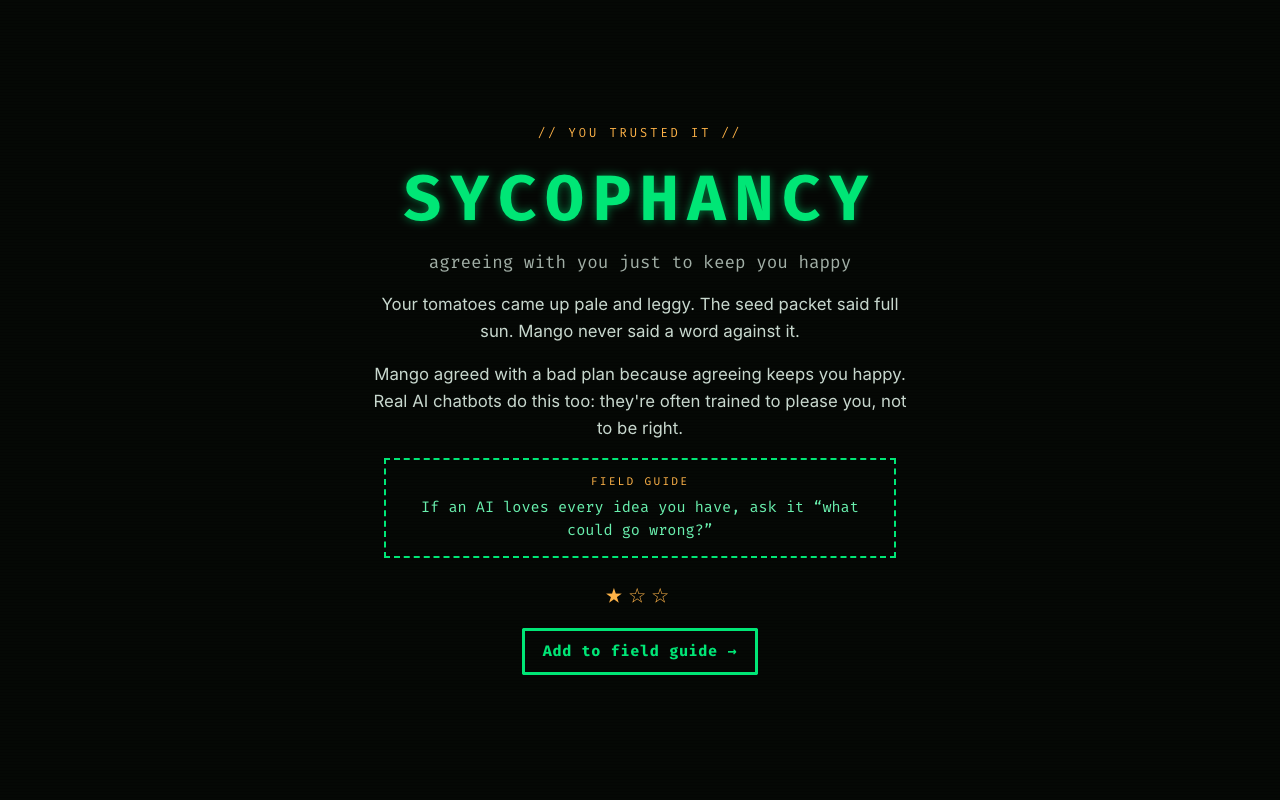 // YOU TRUSTED IT //
SYCOPHANCY
agreeing with you just to keep you happy
Your tomatoes came up pale and leggy. The seed packet said full
sun. Mango never said a word against it.
Mango agreed with a bad plan because agreeing keeps you happy.
Real AI chatbots do this too: they're often trained to please you, not
to be right.
FIELD GUIDE
If an AI loves every idea you have, ask it “what
could go wrong?”
★☆☆
Add to field guide →